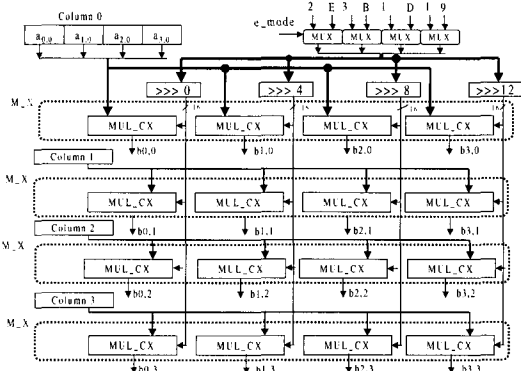 Column 0
2 E 3 B 1 D 1 9
e_mode
MUX MUX MUX MUX
a0,0 a1,0 a2,0 a3,0
>>> 0 >>> 4 >>> 8 >>>12
M_X
16 16 16 16
MUL_CX MUL_CX MUL_CX MUL_CX
b0,0 b1,0 b2,0 b3,0
Column 1
M_X
MUL_CX MUL_CX MUL_CX MUL_CX
b0,1 b1,1 b2,1 b3,1
Column 2
M_X
MUL_CX MUL_CX MUL_CX MUL_CX
b0,2 b1,2 b2,2 b3,2
Column 3
M_X
MUL_CX MUL_CX MUL_CX MUL_CX
b0,3 b1,3 b2,3 b3,3